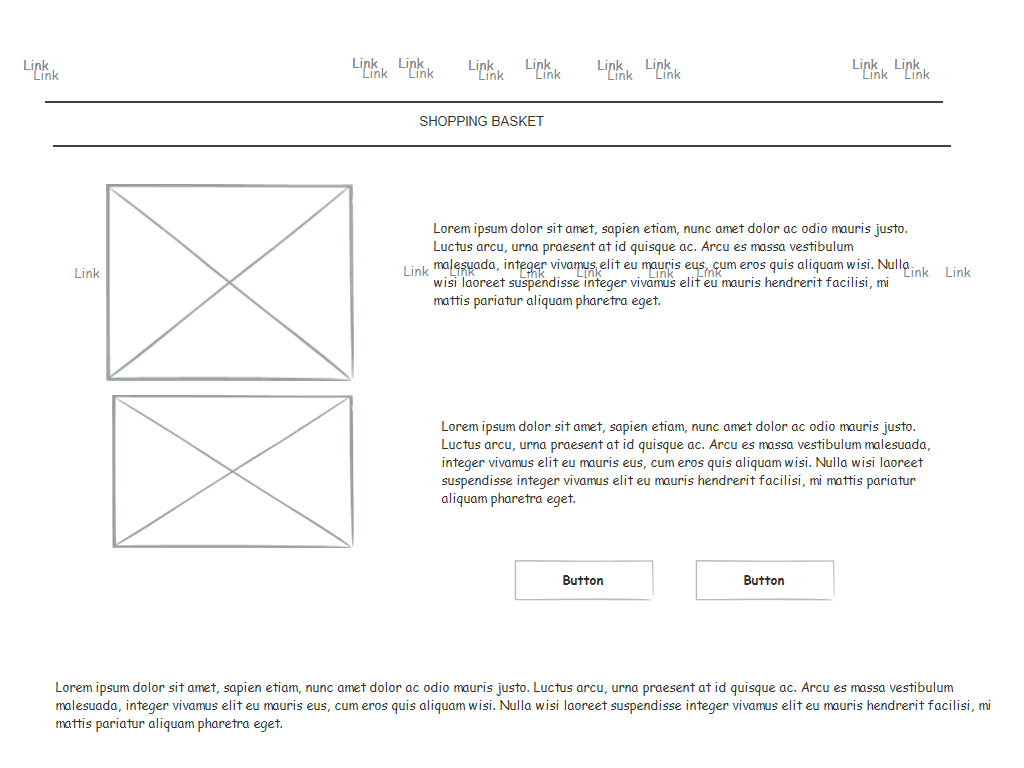 Link Link Link Link Link Link Link Link Link
Link Link Link Link Link Link Link Link Link
SHOPPING BASKET
Lorem ipsum dolor sit amet, sapien etiam, nunc amet dolor ac odio mauris justo.
Luctus arcu, urna praesent at id quisque ac. Arcu es massa vestibulum
malesuada, integer vivamus elit eu mauris eus, cum eros quis aliquam wisi. Nulla
Link Link Link Link Link Link Link Link Link
wisi laoreet suspendisse integer vivamus elit eu mauris hendrerit facilisi, mi
mattis pariatur aliquam pharetra eget.
Lorem ipsum dolor sit amet, sapien etiam, nunc amet dolor ac odio mauris justo.
Luctus arcu, urna praesent at id quisque ac. Arcu es massa vestibulum malesuada,
integer vivamus elit eu mauris eus, cum eros quis aliquam wisi. Nulla wisi laoreet
suspendisse integer vivamus elit eu mauris hendrerit facilisi, mi mattis pariatur
aliquam pharetra eget.
Button Button
Lorem ipsum dolor sit amet, sapien etiam, nunc amet dolor ac odio mauris justo. Luctus arcu, urna praesent at id quisque ac. Arcu es massa vestibulum
malesuada, integer vivamus elit eu mauris eus, cum eros quis aliquam wisi. Nulla wisi laoreet suspendisse integer vivamus elit eu mauris hendrerit facilisi, mi
mattis pariatur aliquam pharetra eget.